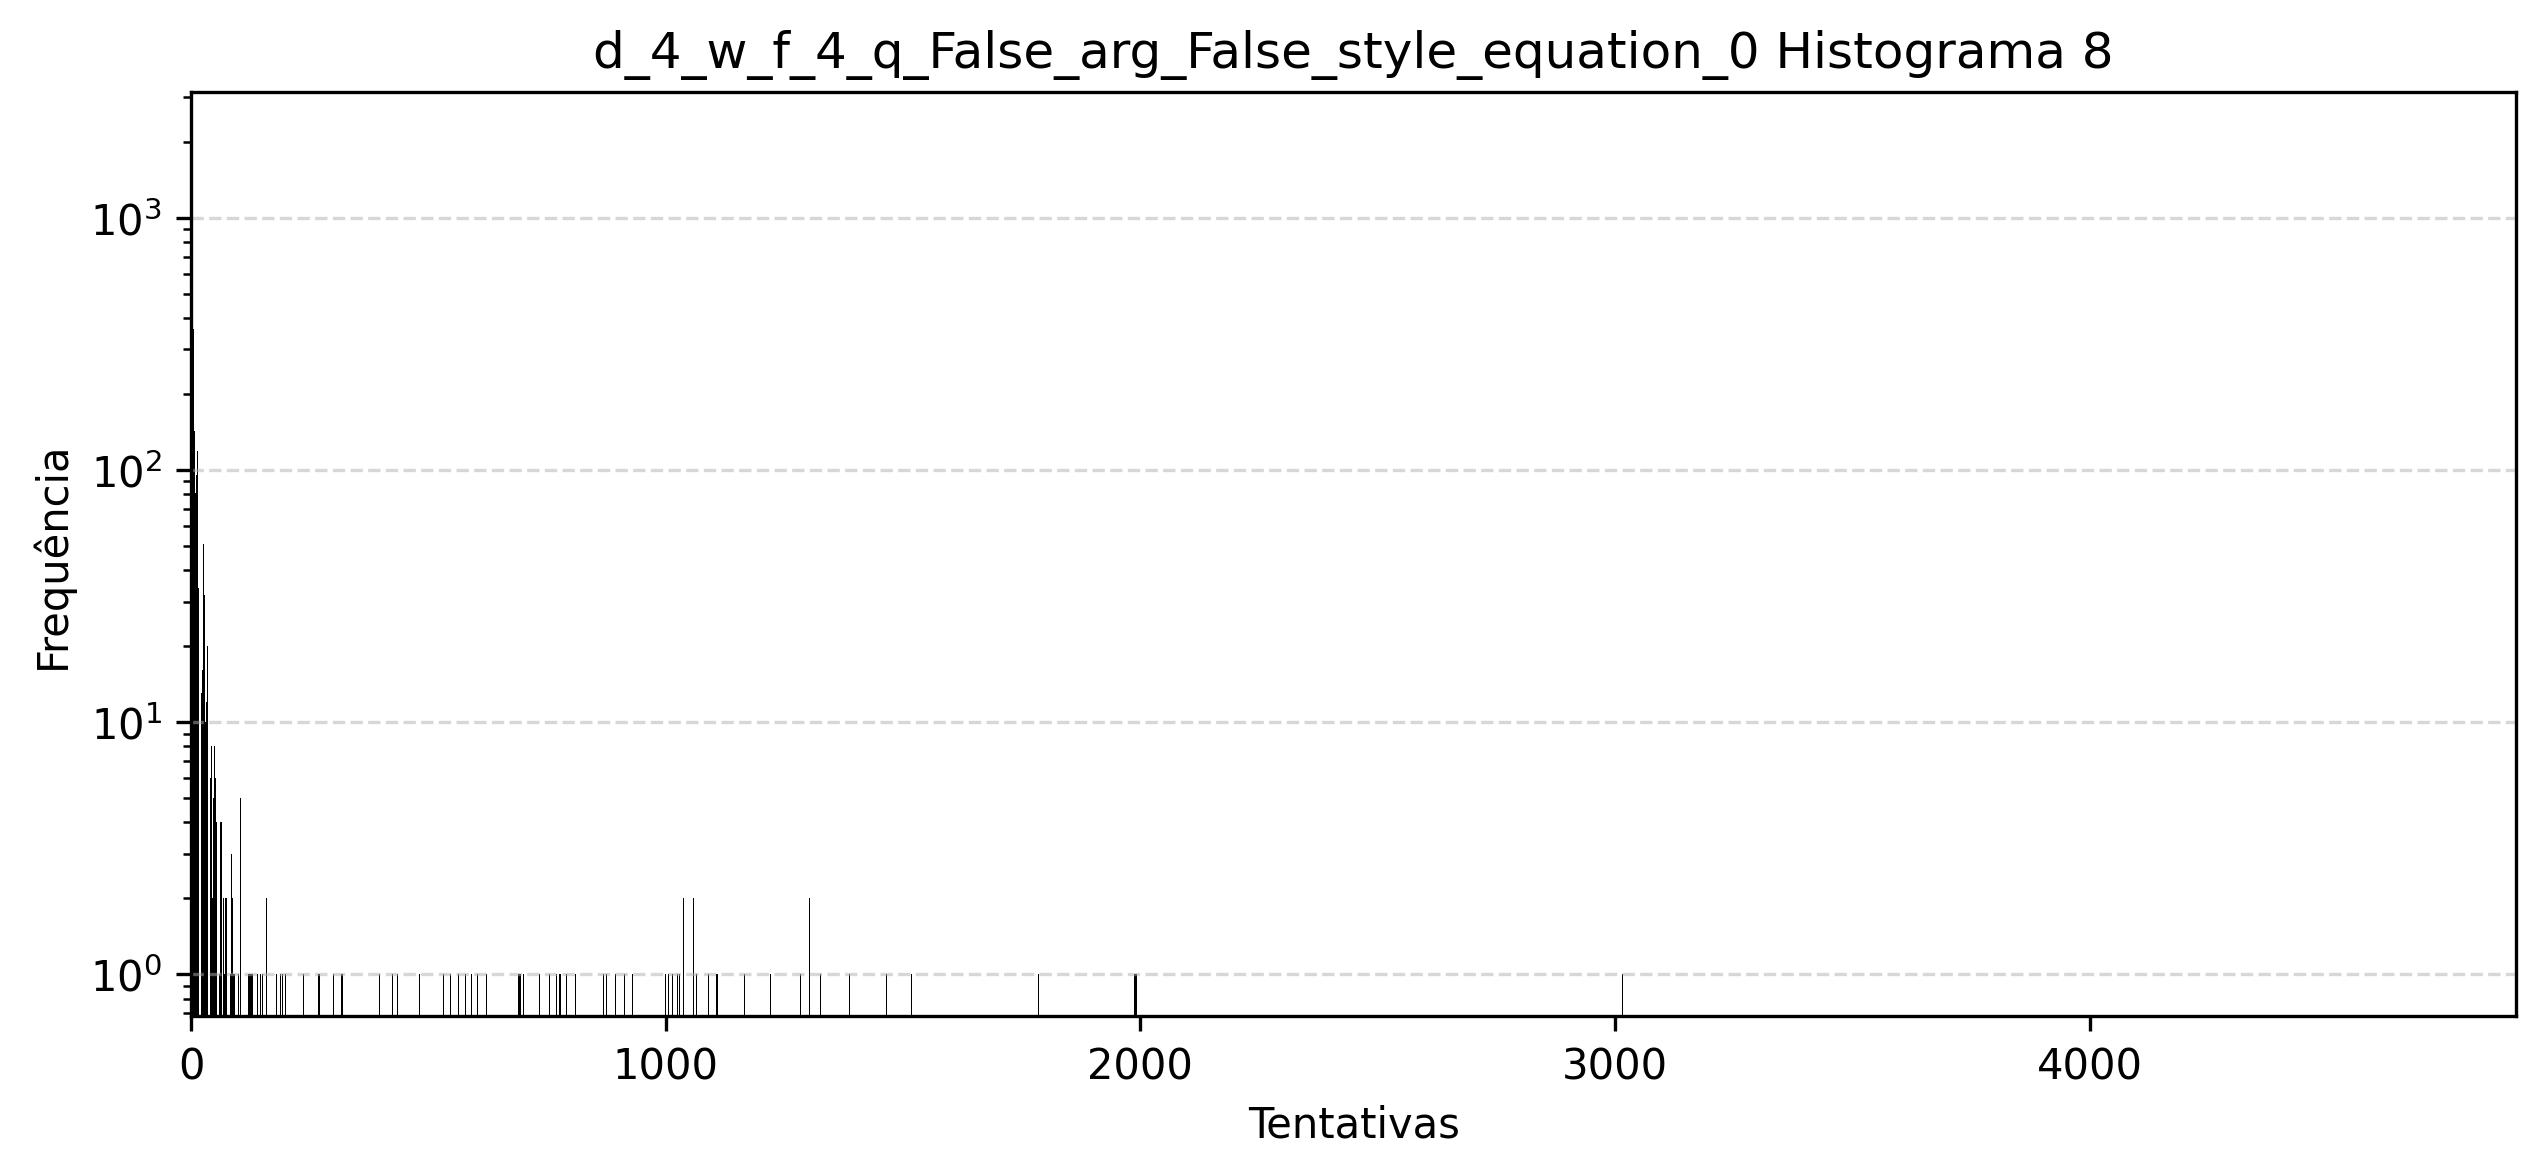 d_4_w_f_4_q_False_arg_False_style_equation_0 Histograma 8
Frequência
10³
10²
10¹
10⁰
0 1000 2000 3000 4000
Tentativas